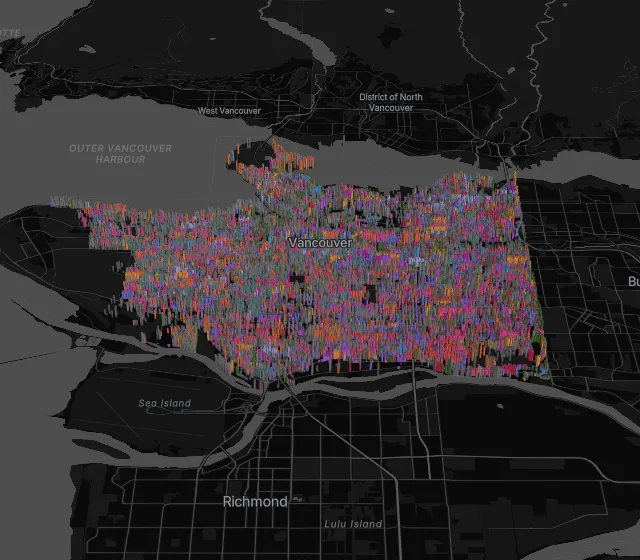 West Vancouver
District of North
Vancouver
OUTER VANCOUVER
HARBOUR
Vancouver
Sea Island
Richmond
Lulu Island